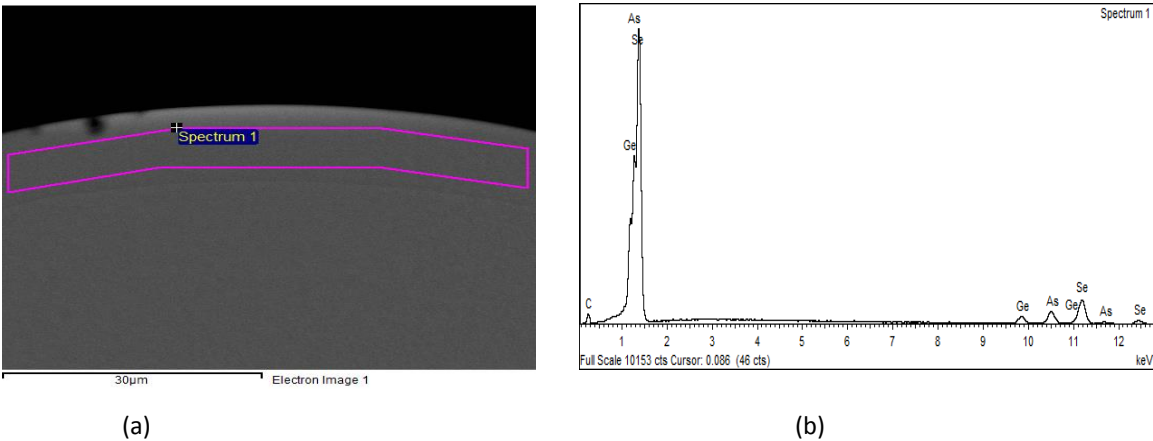 Spectrum 1
30µm
Electron Image 1
Spectrum 1
As
Se
Ge
C
Ge
As
Ge
Se
As
Se
1 2 3 4 5 6 7 8 9 10 11 12
Full Scale 10153 cts Cursor: 0.086 (46 cts)
keV
(a)
(b)